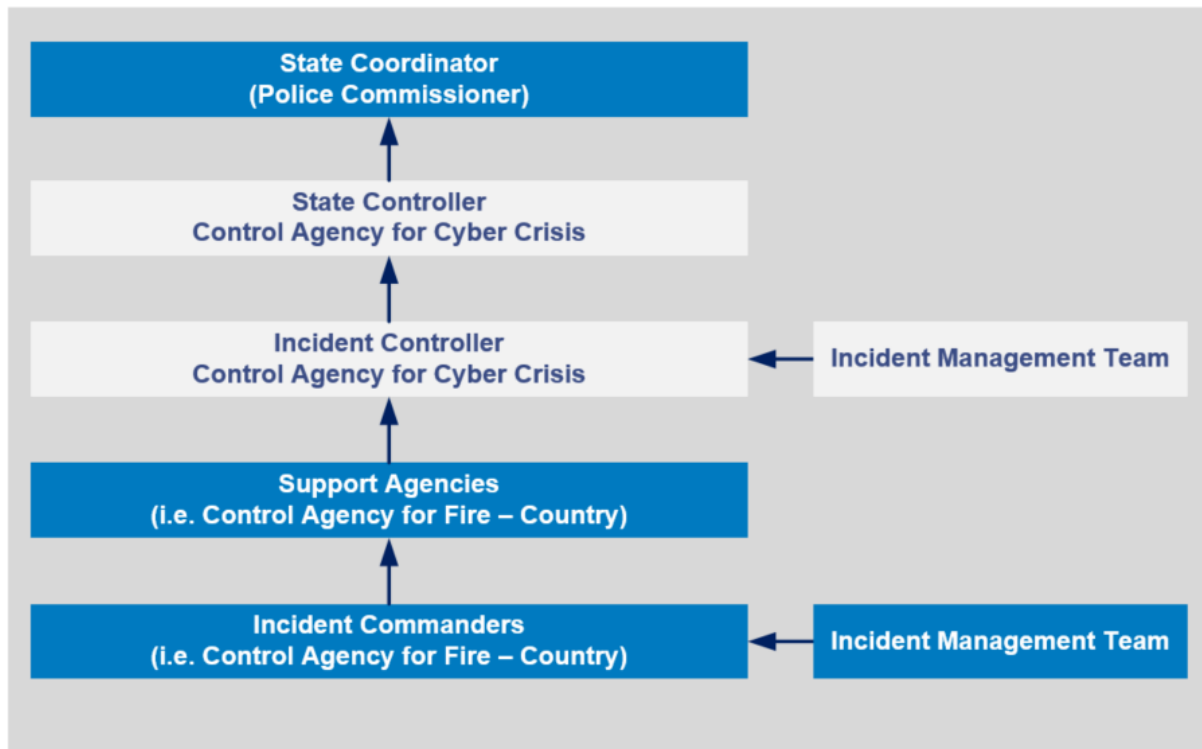 State Coordinator
(Police Commissioner)
State Controller
Control Agency for Cyber Crisis
Incident Controller
Control Agency for Cyber Crisis
Incident Management Team
Support Agencies
(i.e. Control Agency for Fire – Country)
Incident Commanders
(i.e. Control Agency for Fire – Country)
Incident Management Team